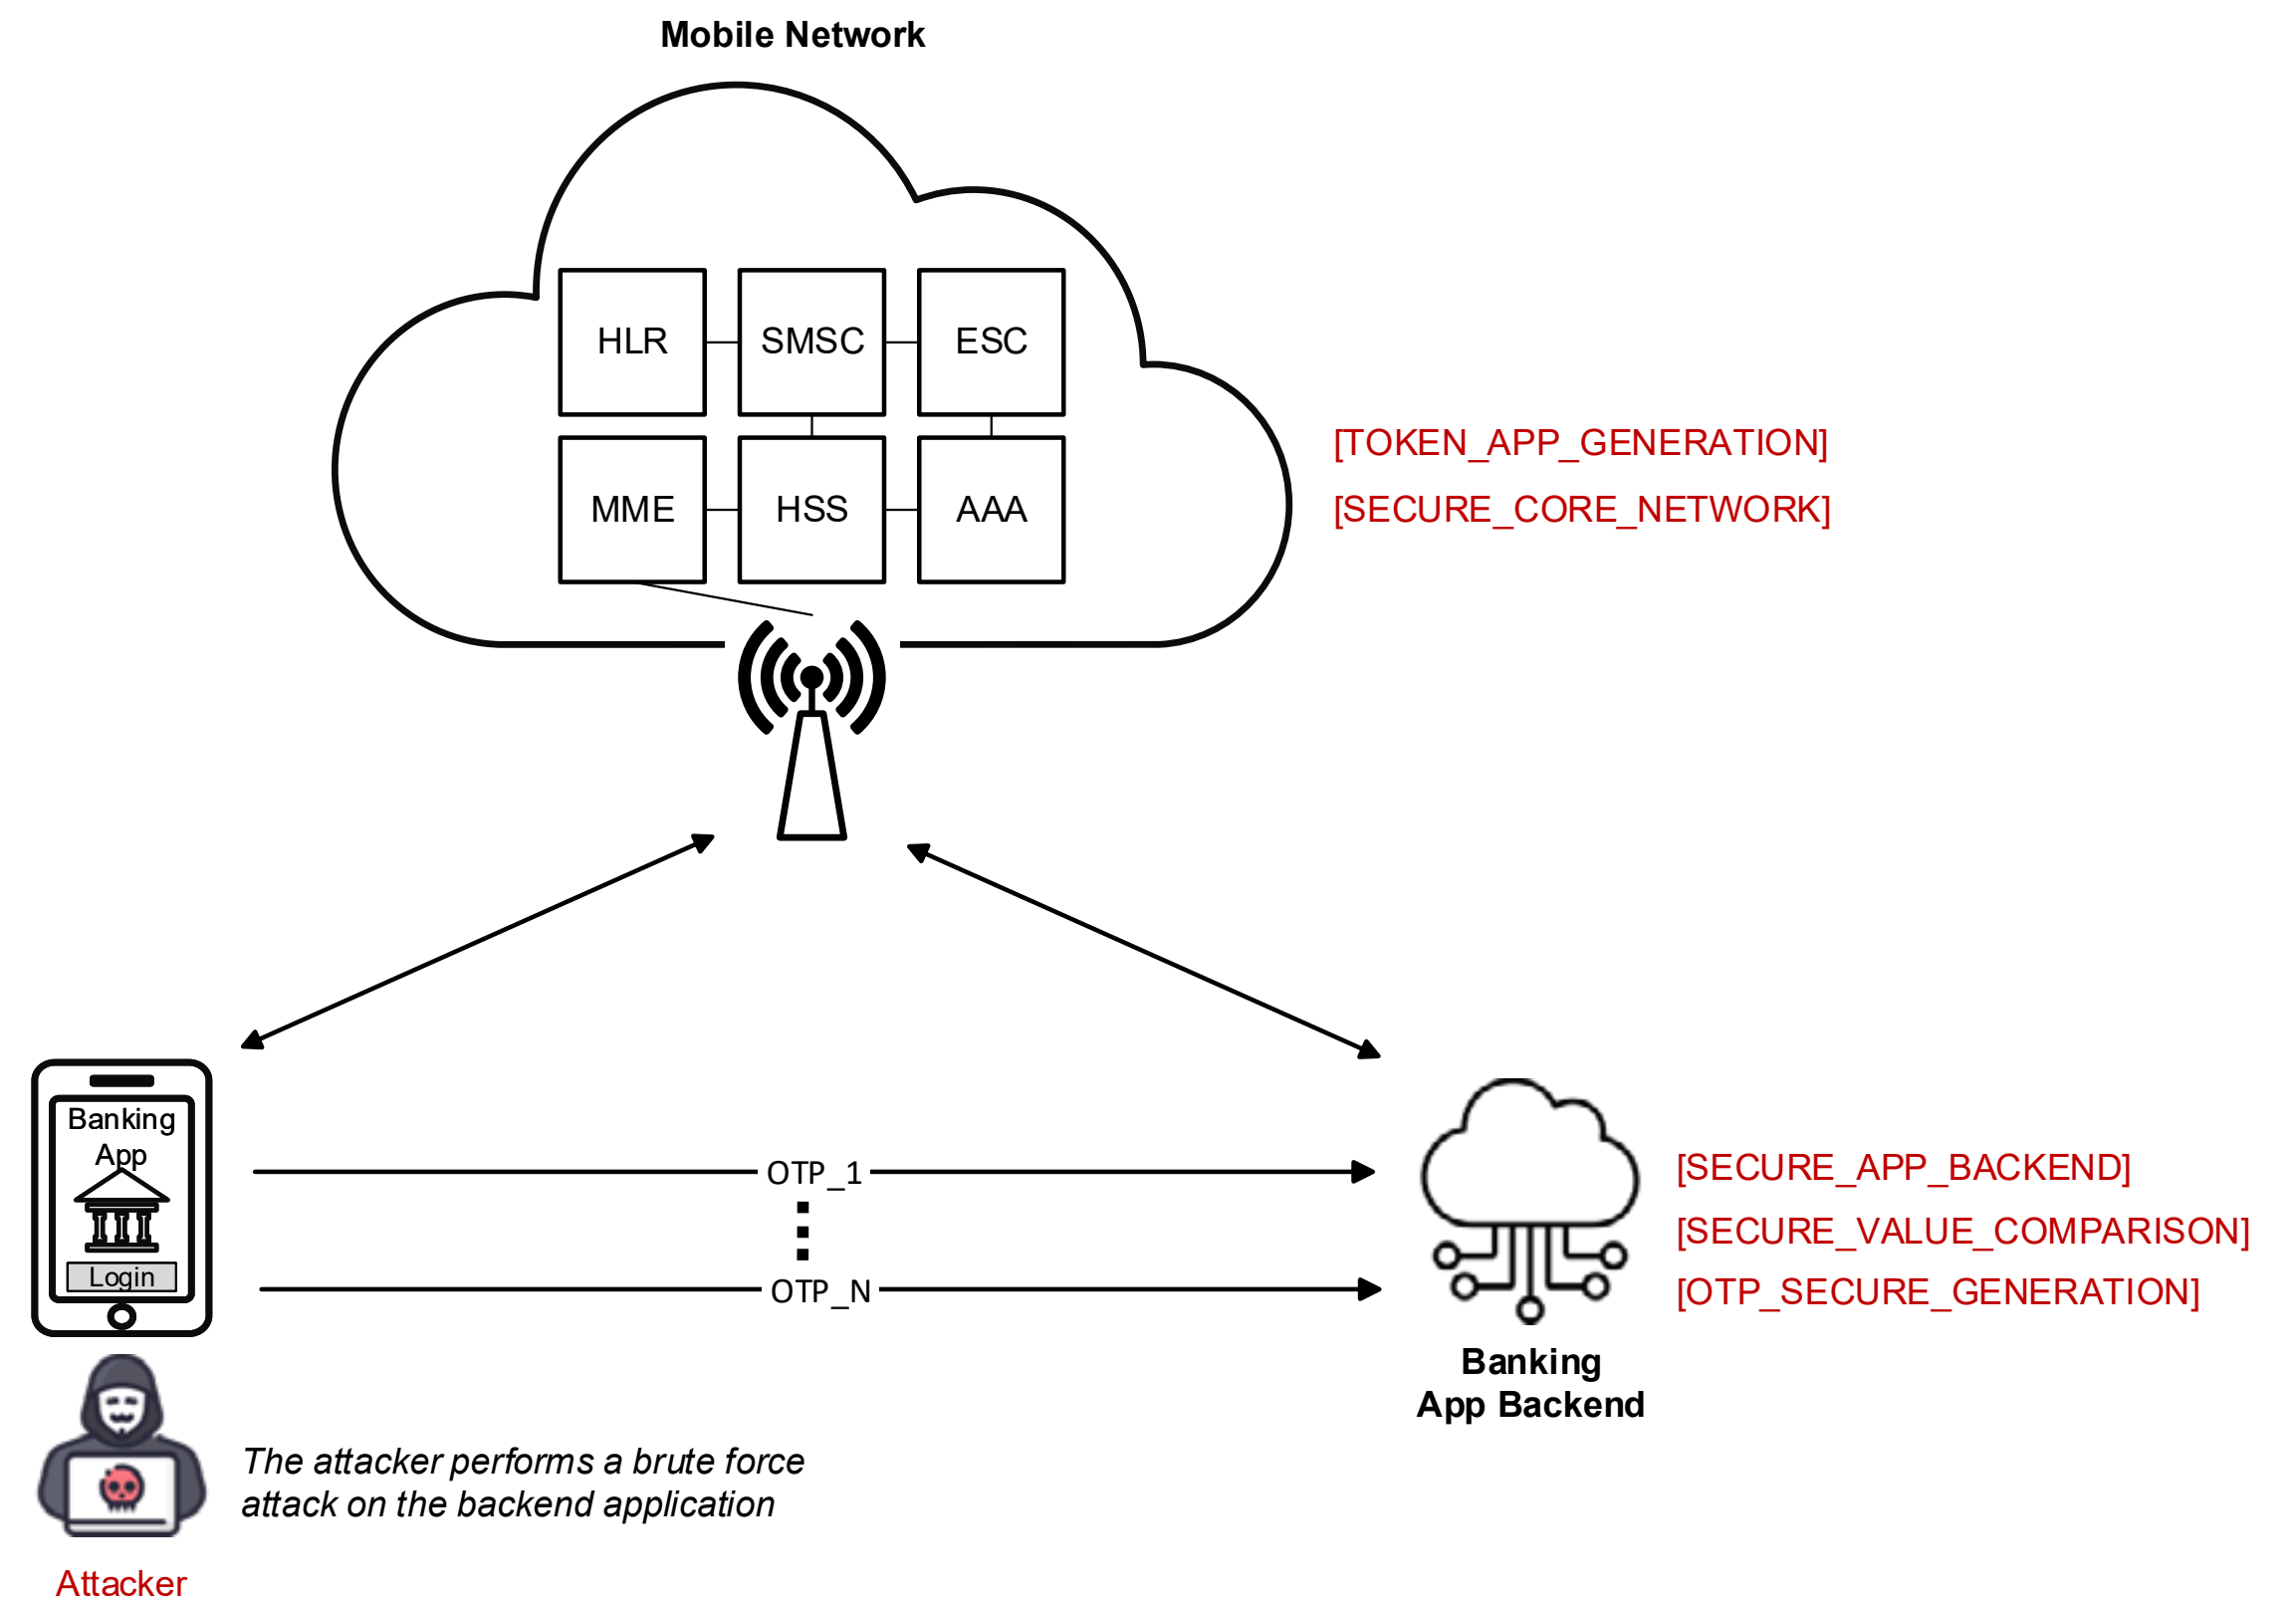 Mobile Network
HLR
SMSC
ESC
MME
HSS
AAA
[TOKEN_APP_GENERATION]
[SECURE_CORE_NETWORK]
Banking
App
Login
OTP_1
OTP_N
[SECURE_APP_BACKEND]
[SECURE_VALUE_COMPARISON]
[OTP_SECURE_GENERATION]
Banking
App Backend
The attacker performs a brute force
attack on the backend application
Attacker